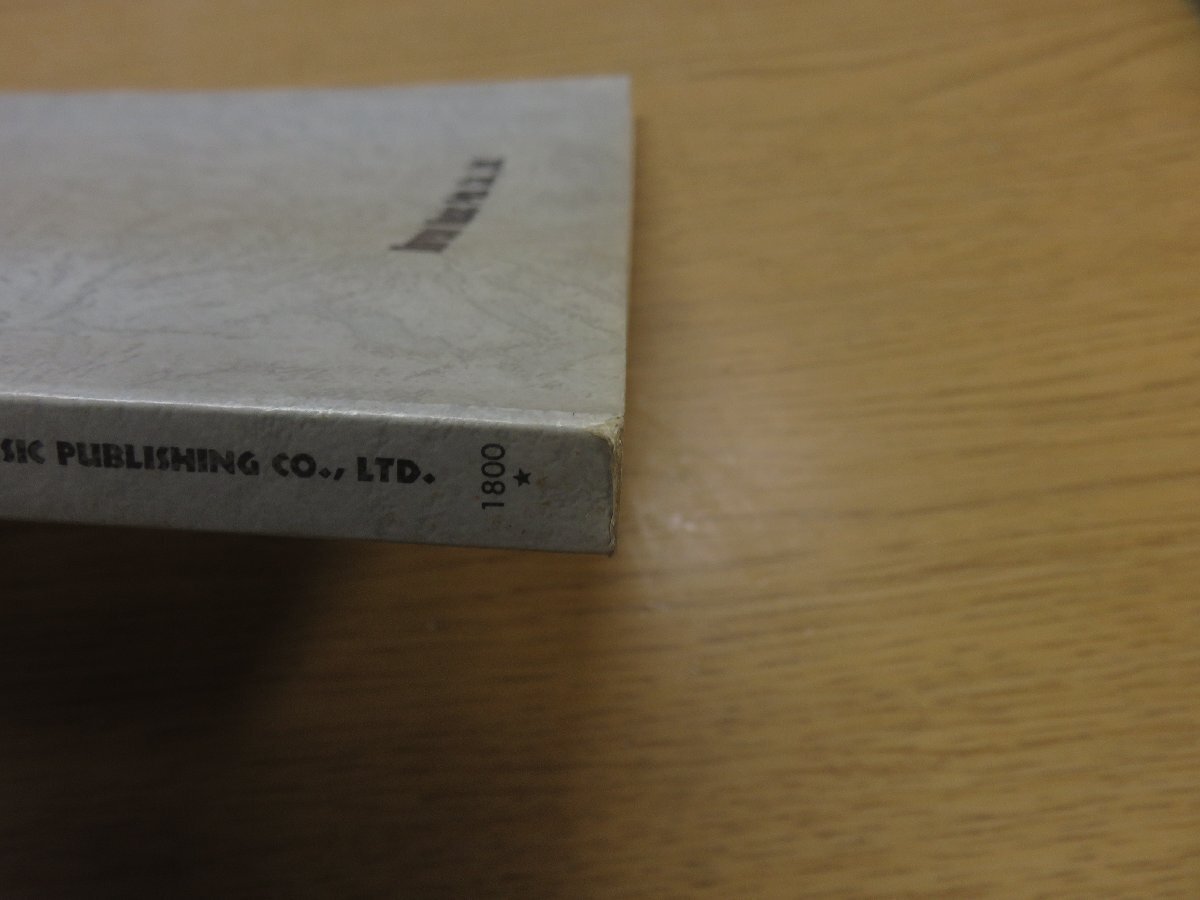 SIC PUBLISHING CO., LTD.
1800
★